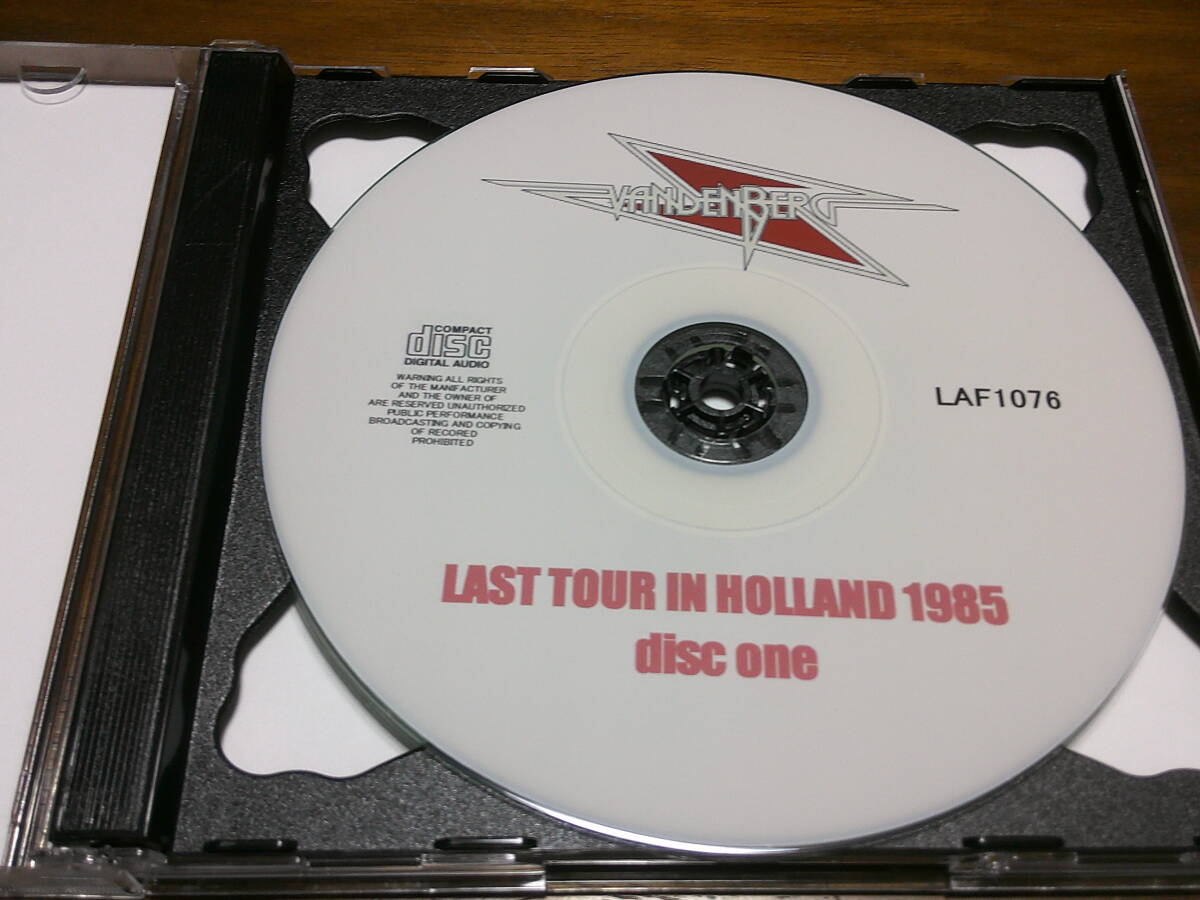 VANDENBERG
COMPACT
disc
DIGITAL AUDIO
WARNING ALL RIGHTS
OF THE MANIFACTURER
AND THE OWNER OF
ARE RESERVED UNAUTHORIZED
PUBLIC PERFORMANCE
BROADCASTING AND COPYING
OF RECORED
PROHIBITED
LAF1076
LAST TOUR IN HOLLAND 1985
disc one